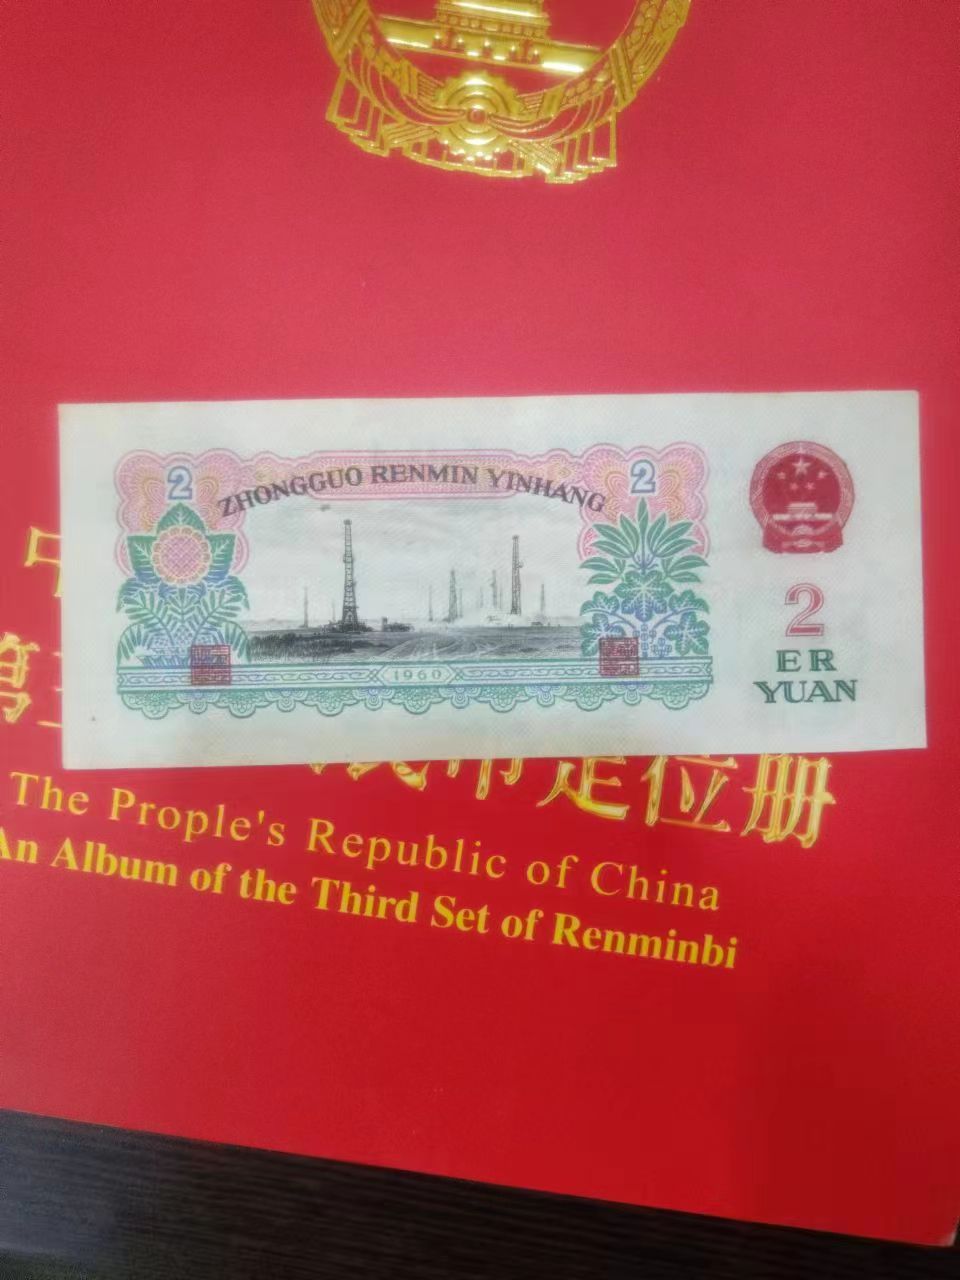 2
2
ZHONGGUO RENMIN YINHANG
2
ER
YUAN
1960
币定位册
The Prople's Republic of China
An Album of the Third Set of Renminbi